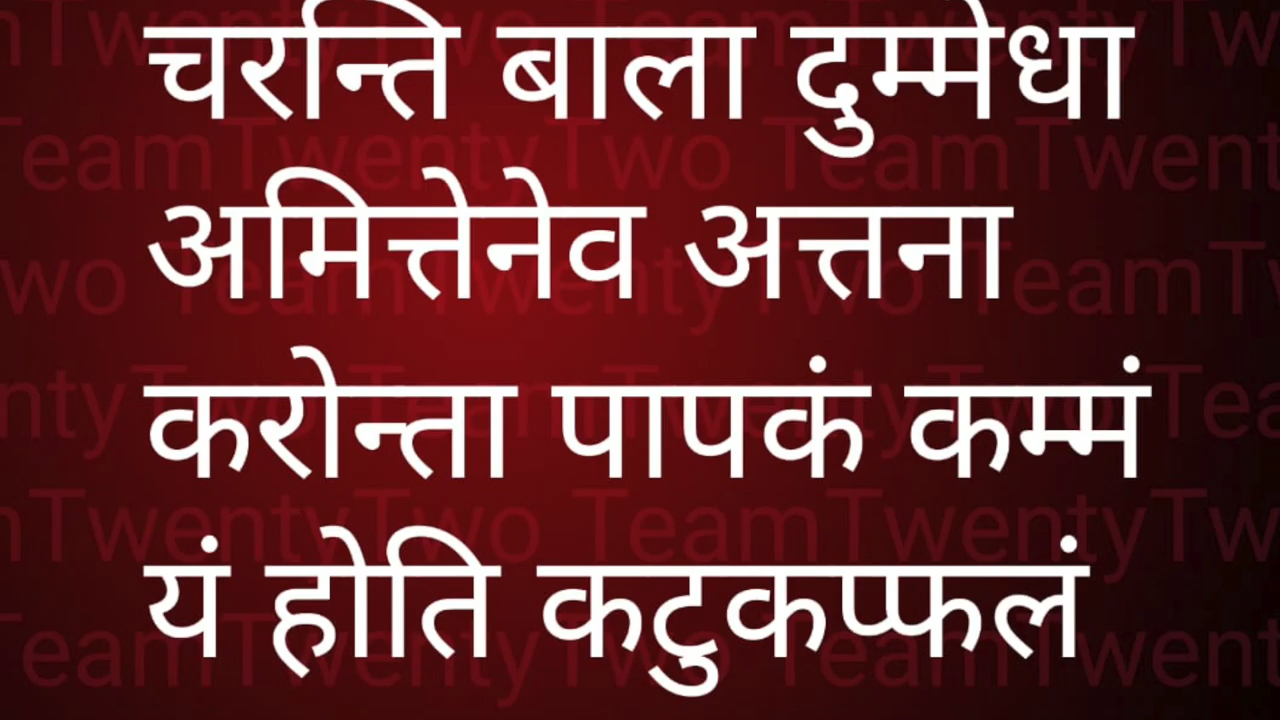 चरन्ति बाला दुम्मेधा
अमित्तेनेव अत्तना
करोन्ता पापकं कम्मं
यं होति कटुकप्फलं